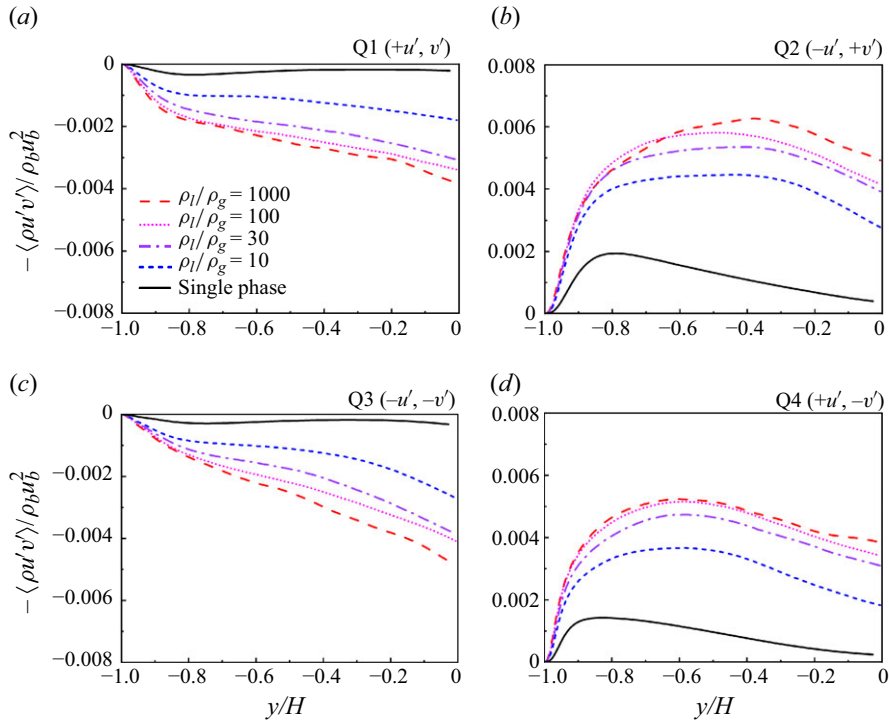 (a)
Q1 (+u′, v′)
0
−0.002
−0.004
−0.006
−0.008
−⟨ρu′v′⟩/ρ_b u_b^2
ρ_l/ρ_g = 1000
ρ_l/ρ_g = 100
ρ_l/ρ_g = 30
ρ_l/ρ_g = 10
Single phase
−1.0 −0.8 −0.6 −0.4 −0.2 0
(b)
Q2 (−u′, +v′)
0.008
0.006
0.004
0.002
0
−1.0 −0.8 −0.6 −0.4 −0.2 0
(c)
Q3 (−u′, −v′)
0
−0.002
−0.004
−0.006
−0.008
−⟨ρu′v′⟩/ρ_b u_b^2
−1.0 −0.8 −0.6 −0.4 −0.2 0
y/H
(d)
Q4 (+u′, −v′)
0.008
0.006
0.004
0.002
0
−1.0 −0.8 −0.6 −0.4 −0.2 0
y/H